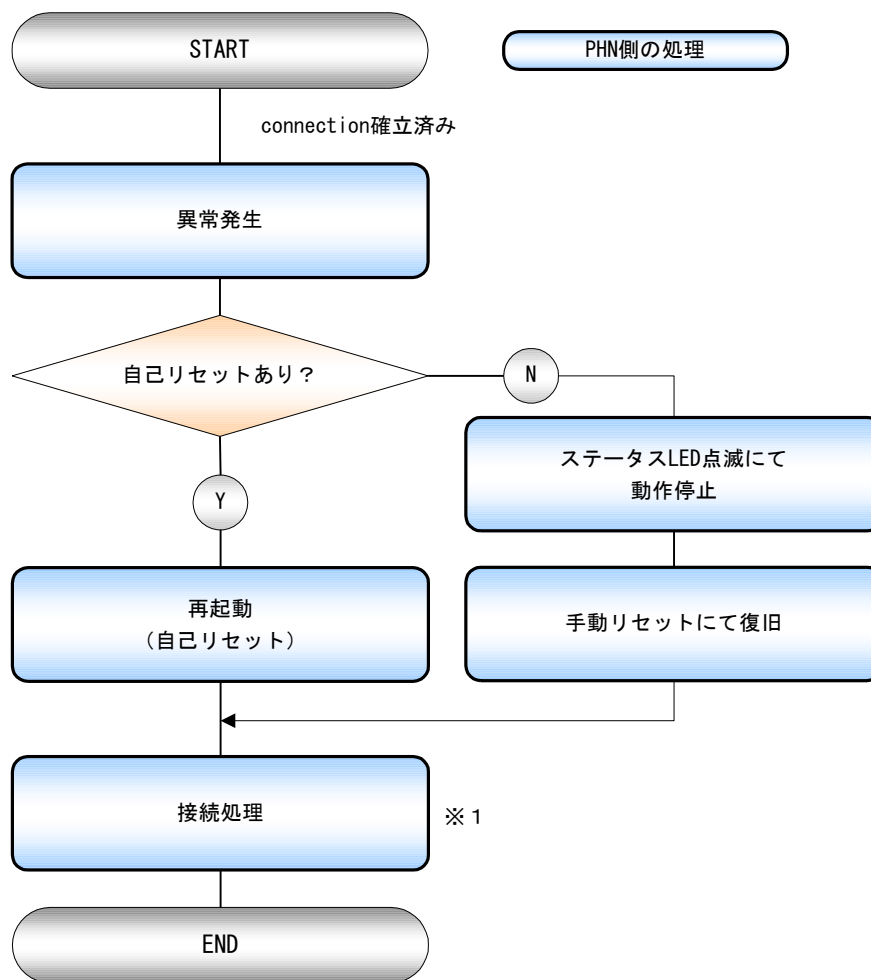 START
PHN側の処理
connection確立済み
異常発生
自己リセットあり？
N
ステータスLED点滅にて
動作停止
Y
再起動
（自己リセット）
手動リセットにて復旧
接続処理
※１
END